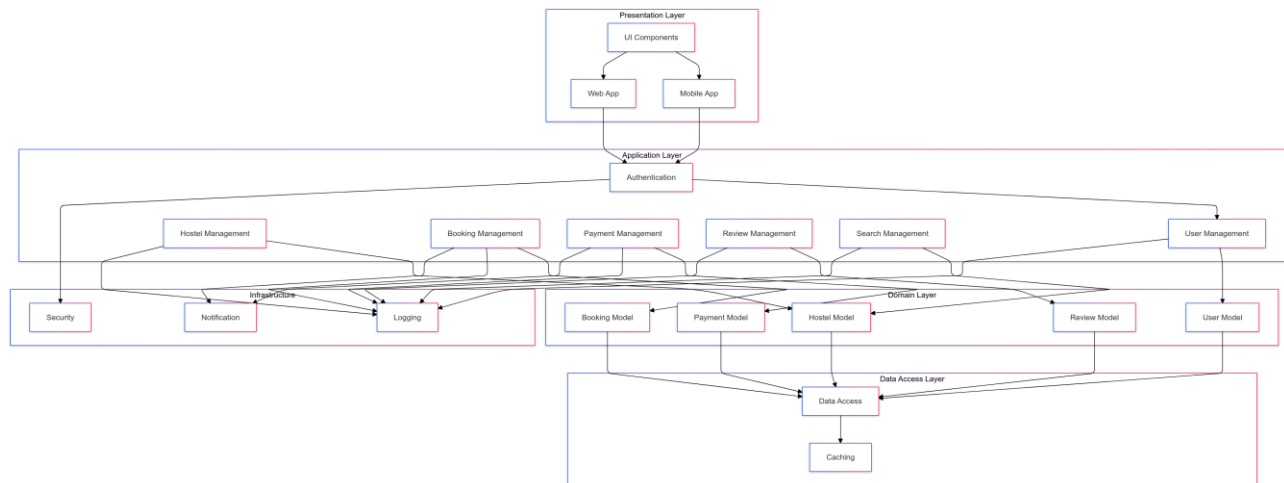 Presentation Layer
UI Components
Web App
Mobile App
Application Layer
Authentication
Hostel Management
Booking Management
Payment Management
Review Management
Search Management
User Management
Infrastructure
Security
Notification
Logging
Domain Layer
Booking Model
Payment Model
Hostel Model
Review Model
User Model
Data Access Layer
Data Access
Caching